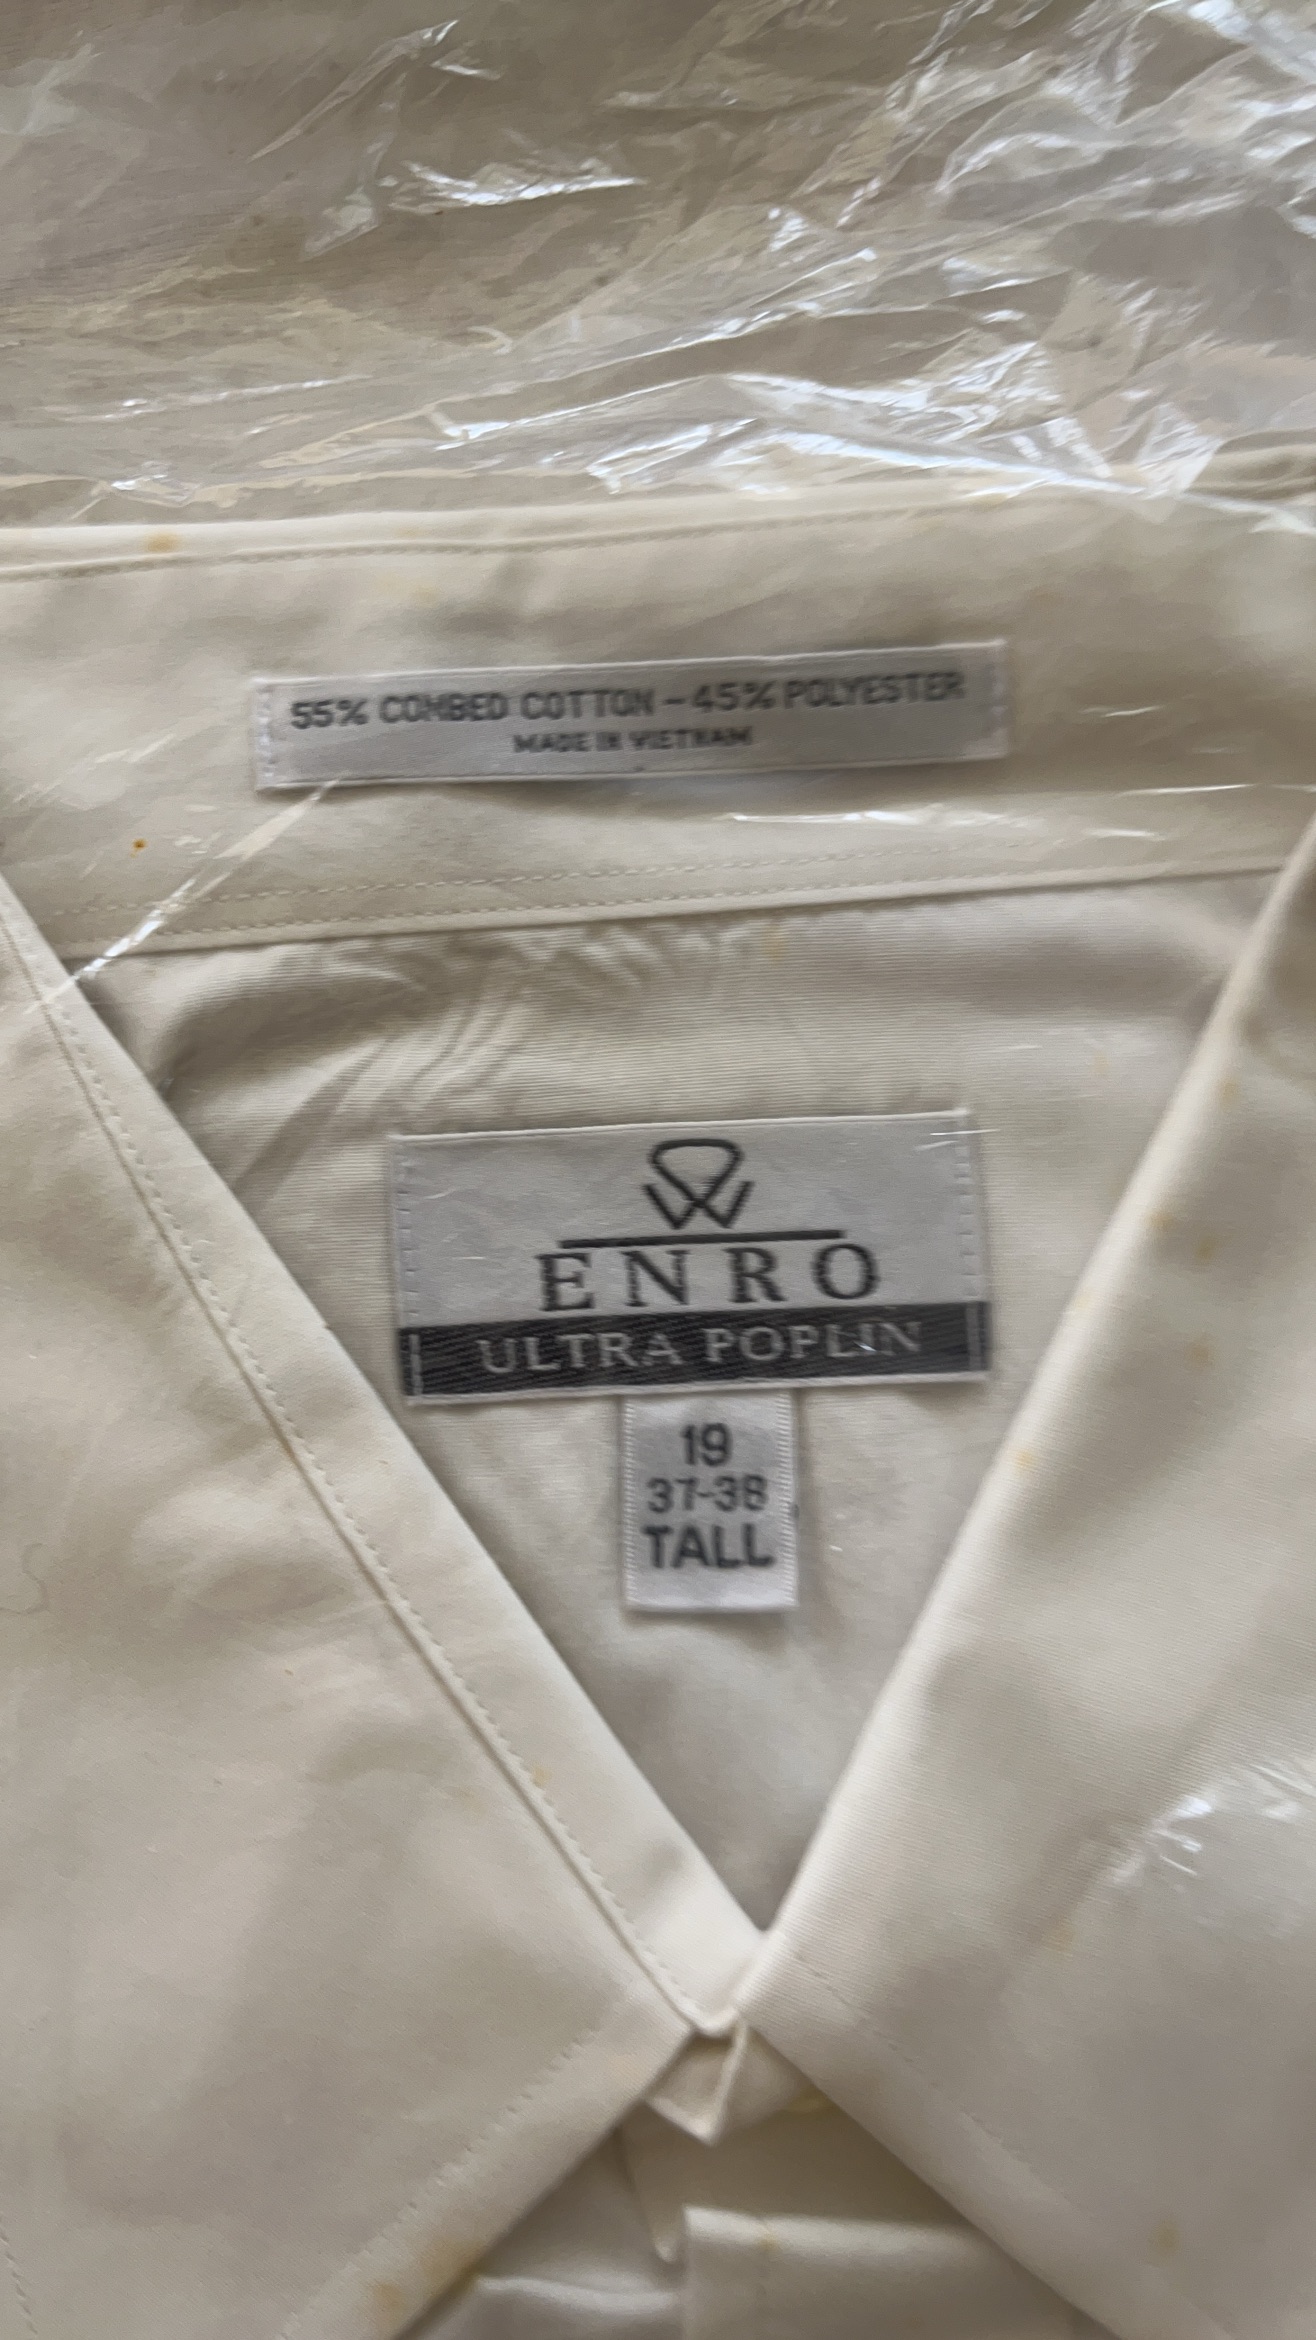 55% COMBED COTTON – 45% POLYESTER
MADE IN VIETNAM
ENRO
ULTRA POPLIN
19
37-38
TALL